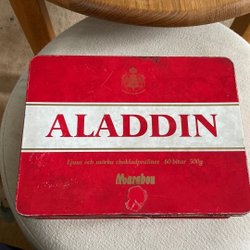 ALADDIN
Ljusa och mörka chokladpraliner 60 bitar 500g
Marabou